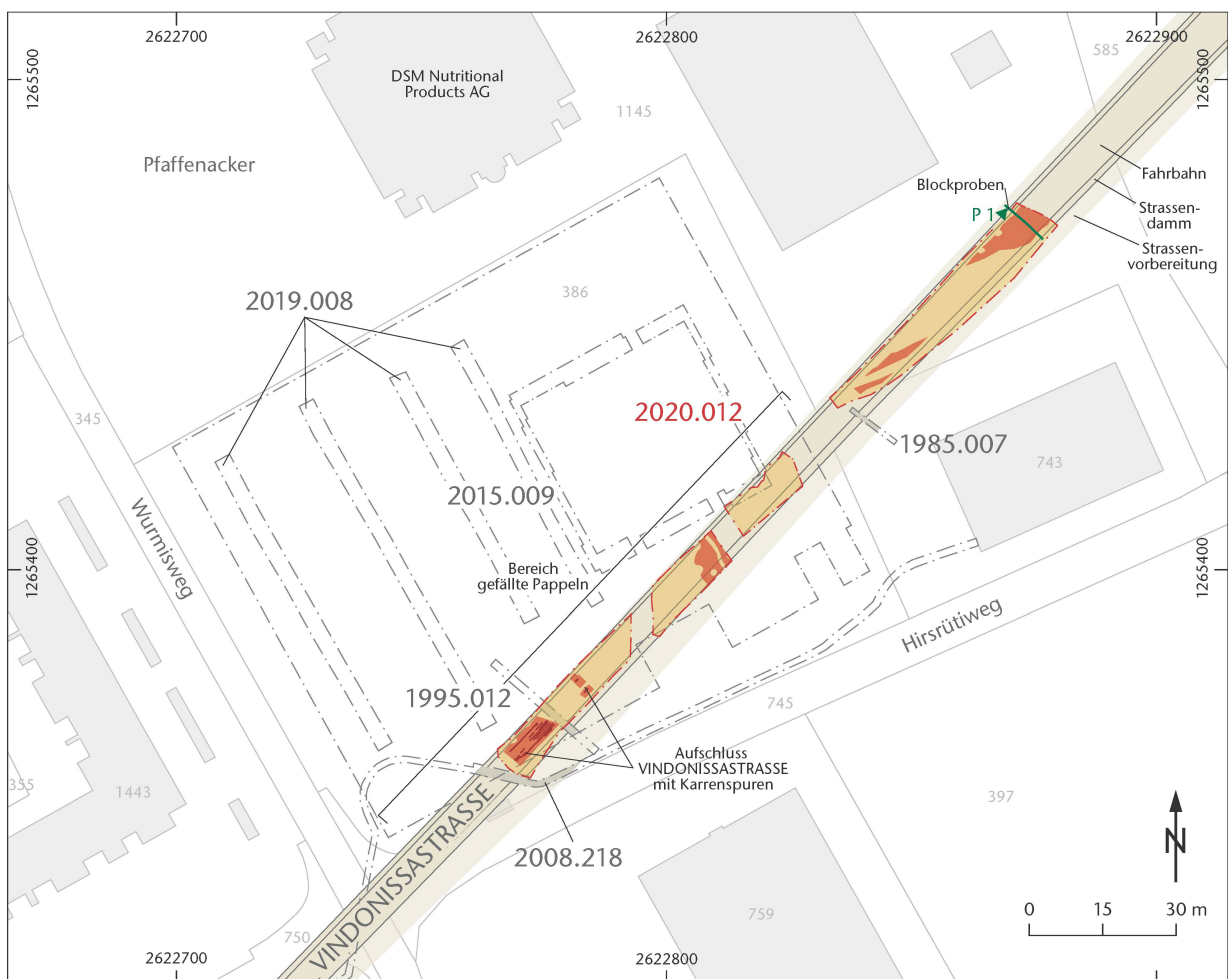 2622700
2622800
2622900
1265500
1265500
585
DSM Nutritional
Products AG
1145
Pfaffenacker
Fahrbahn
Blockproben
P 1
Strassen-
damm
Strassen-
vorbereitung
386
2019.008
345
2020.012
1985.007
743
2015.009
Wurmisweg
1265400
1265400
Bereich
gefällte Pappeln
Hirsrütiweg
1995.012
745
Aufschluss
VINDONISSASTRASSE
mit Karrenspuren
355
1443
397
2008.218
N
VINDONISSASTRASSE
759
0 15 30 m
750
2622700
2622800